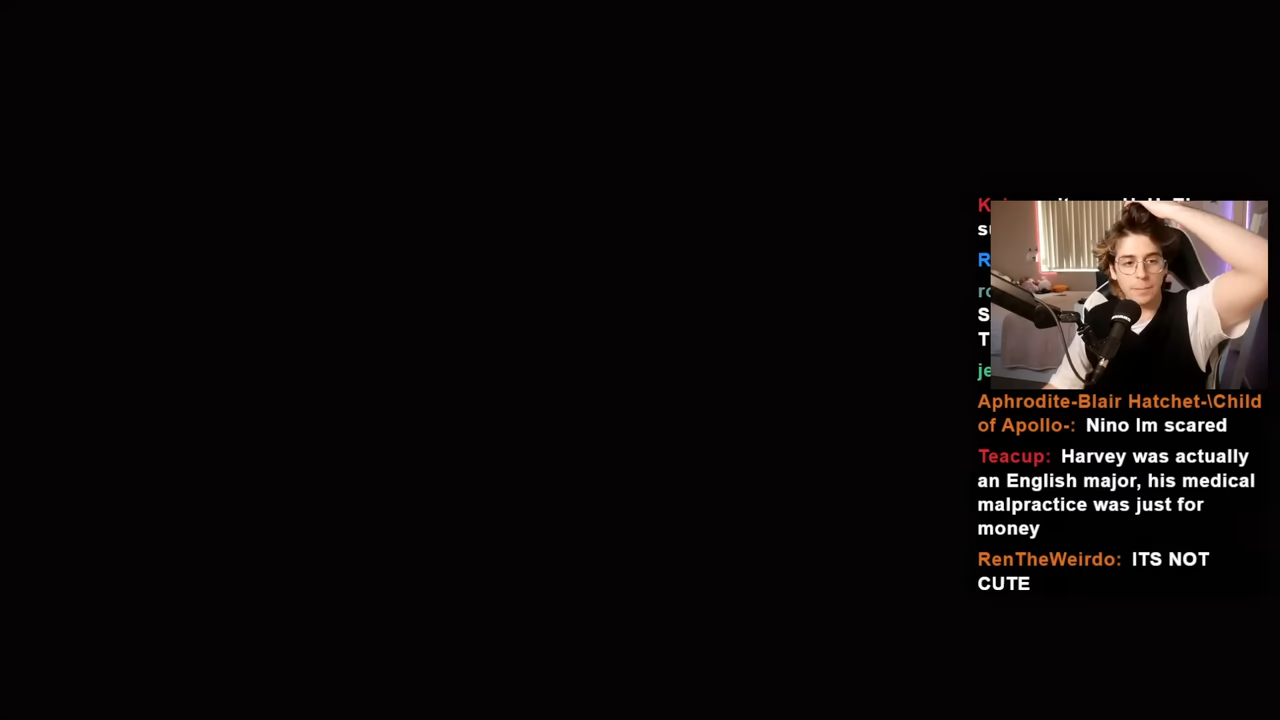 Aphrodite-Blair Hatchet-\Child
of Apollo-: Nino Im scared
Teacup: Harvey was actually
an English major, his medical
malpractice was just for
money
RenTheWeirdo: ITS NOT
CUTE